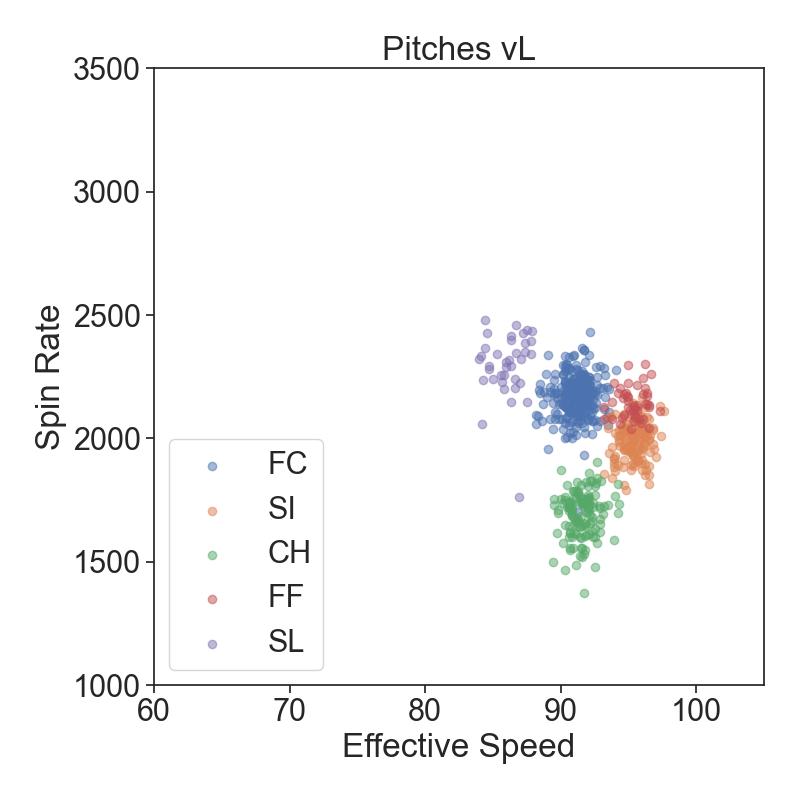 Pitches vL
3500
3000
2500
2000
1500
1000
Spin Rate
FC
SI
CH
FF
SL
60 70 80 90 100
Effective Speed